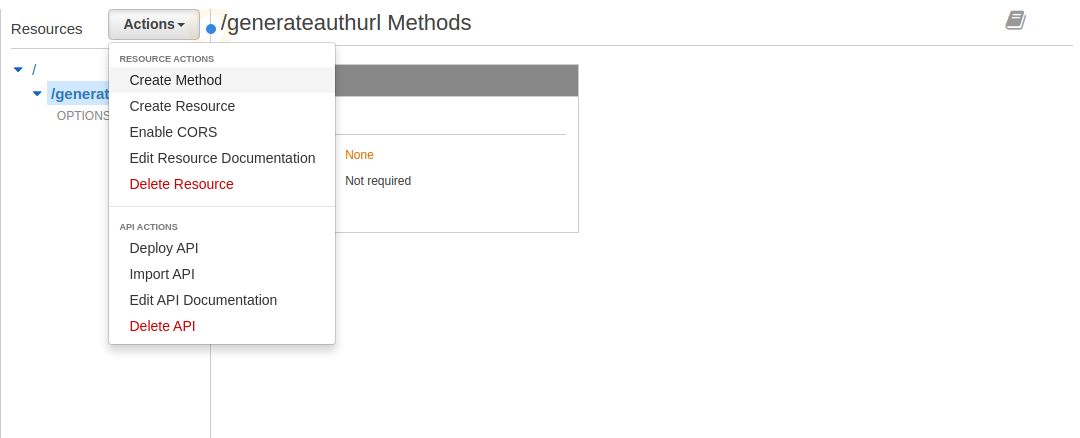 Resources
Actions
/generateauthurl Methods
RESOURCE ACTIONS
Create Method
Create Resource
Enable CORS
Edit Resource Documentation
Delete Resource
API ACTIONS
Deploy API
Import API
Edit API Documentation
Delete API
/
/generat
OPTIONS
None
Not required